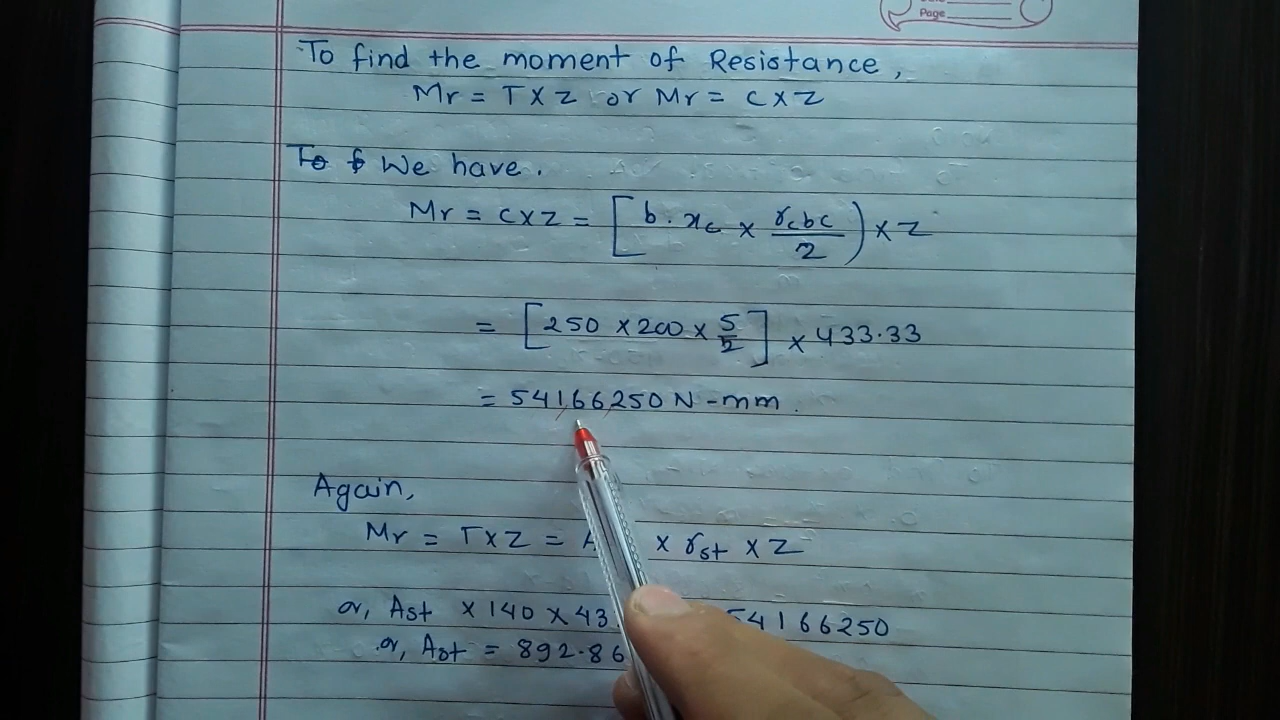 Page
To find the moment of Resistance,
Mr = T X Z or Mr = C X Z
To f We have.
Mr = C X Z = [b . xc x σcbc/2) x Z
= [250 x 200 x 5/2] x 433.33
= 54166250 N - mm.
Again,
Mr = T X Z = A x σst x Z
or, Ast x 140 x 43 54166250
or, Ast = 892.86